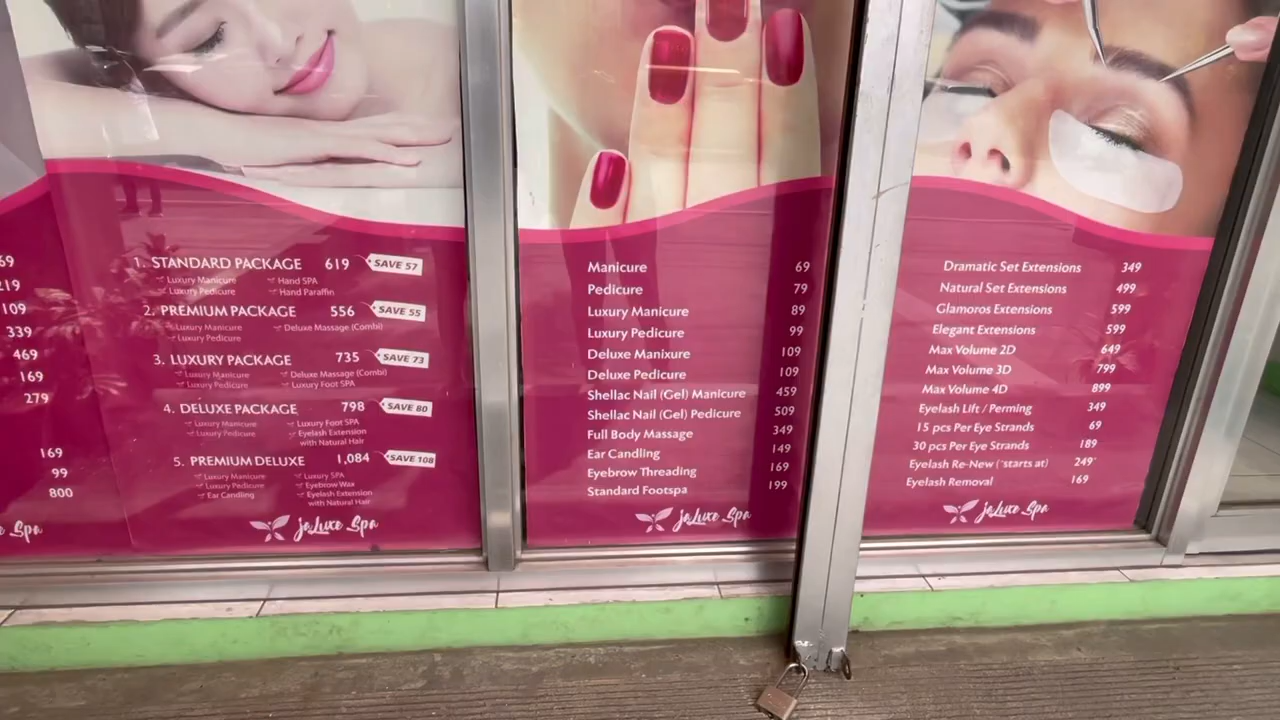 69
219
109
339
469
169
279
169
99
800
Spa
1. STANDARD PACKAGE 619 SAVE 57
Luxury Manicure Hand SPA
Luxury Pedicure Hand Paraffin
2. PREMIUM PACKAGE 556 SAVE 55
Luxury Manicure Deluxe Massage (Combi)
Luxury Pedicure
3. LUXURY PACKAGE 735 SAVE 73
Luxury Manicure Deluxe Massage (Combi)
Luxury Pedicure Luxury Foot SPA
4. DELUXE PACKAGE 798 SAVE 80
Luxury Manicure Luxury Foot SPA
Luxury Pedicure Eyelash Extension
with Natural Hair
5. PREMIUM DELUXE 1,084 SAVE 108
Luxury Manicure Luxury SPA
Luxury Pedicure Eyebrow Wax
Ear Candling Eyelash Extension
with Natural Hair
jaLuxe Spa
Manicure 69
Pedicure 79
Luxury Manicure 89
Luxury Pedicure 99
Deluxe Manixure 109
Deluxe Pedicure 109
Shellac Nail (Gel) Manicure 459
Shellac Nail (Gel) Pedicure 509
Full Body Massage 349
Ear Candling 149
Eyebrow Threading 169
Standard Footspa 199
jaLuxe Spa
Dramatic Set Extensions 349
Natural Set Extensions 499
Glamoros Extensions 599
Elegant Extensions 599
Max Volume 2D 649
Max Volume 3D 799
Max Volume 4D 899
Eyelash Lift / Perming 349
15 pcs Per Eye Strands 69
30 pcs Per Eye Strands 189
Eyelash Re-New (*starts at) 249*
Eyelash Removal 169
jaLuxe Spa